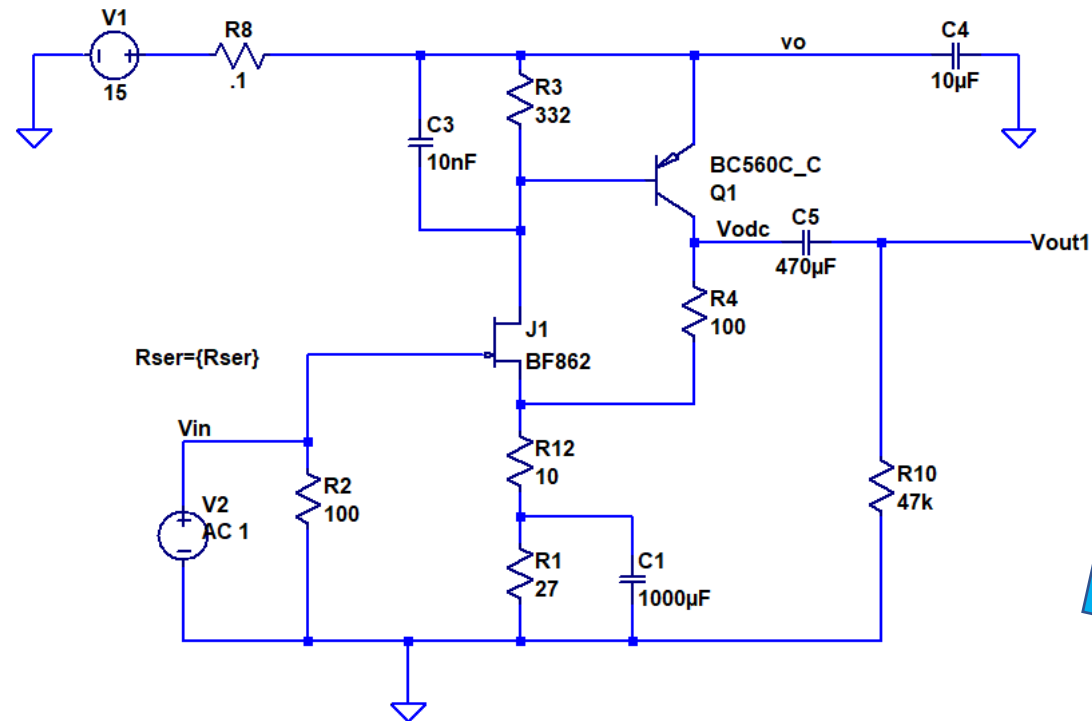 V1
15
R8
.1
vo
C4
10µF
R3
332
C3
10nF
BC560C_C
Q1
Vodc
C5
470µF
Vout1
R4
100
J1
BF862
Rser={Rser}
Vin
R12
10
R10
47k
R2
100
V2
AC 1
R1
27
C1
1000µF